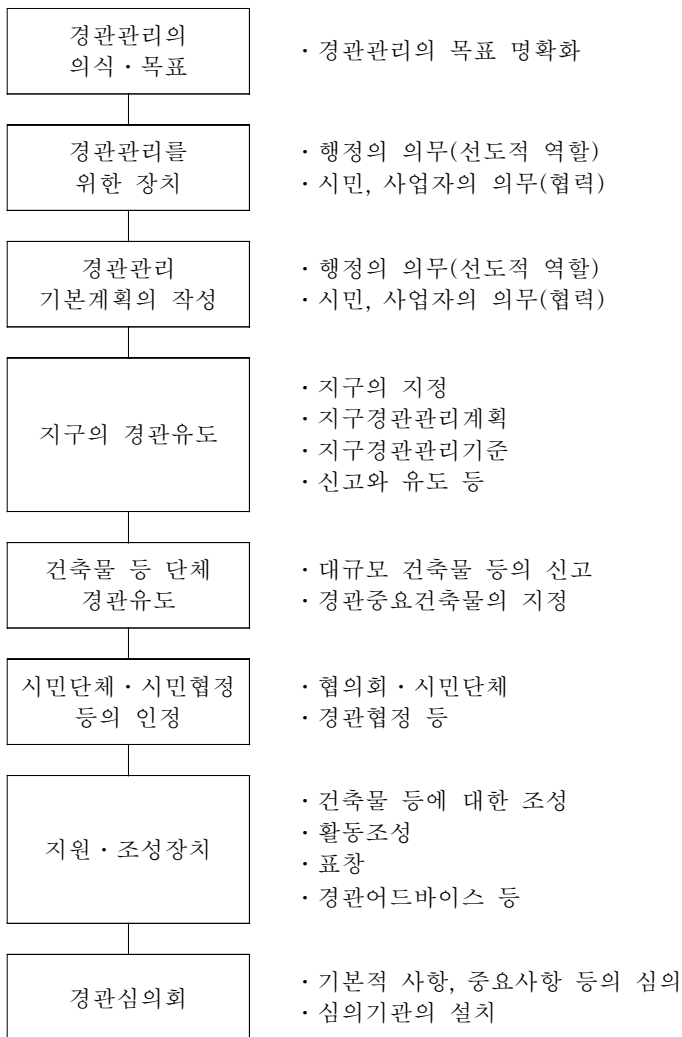 경관관리의
의식・목표
・경관관리의 목표 명확화
경관관리를
위한 장치
・행정의 의무(선도적 역할)
・시민, 사업자의 의무(협력)
경관관리
기본계획의 작성
・행정의 의무(선도적 역할)
・시민, 사업자의 의무(협력)
지구의 경관유도
・지구의 지정
・지구경관관리계획
・지구경관관리기준
・신고와 유도 등
건축물 등 단체
경관유도
・대규모 건축물 등의 신고
・경관중요건축물의 지정
시민단체・시민협정
등의 인정
・협의회・시민단체
・경관협정 등
지원・조성장치
・건축물 등에 대한 조성
・활동조성
・표창
・경관어드바이스 등
경관심의회
・기본적 사항, 중요사항 등의 심의
・심의기관의 설치